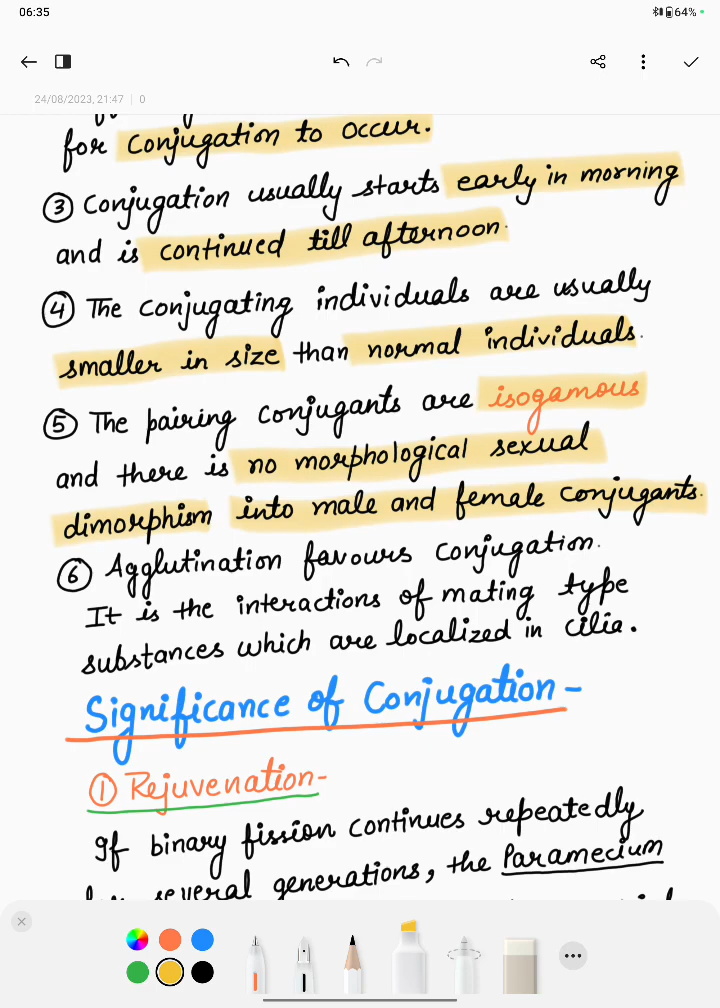 06:35
64%
24/08/2023, 21:47 | 0
for conjugation to occur.
③ Conjugation usually starts early in morning
and is continued till afternoon.
④ The conjugating individuals are usually
smaller in size than normal individuals.
⑤ The pairing conjugants are isogamous
and there is no morphological sexual
dimorphism into male and female conjugants.
⑥ Agglutination favours conjugation.
It is the interactions of mating type
substances which are localized in cilia.
Significance of Conjugation-
① Rejuvenation-
If binary fission continues repeatedly
several generations, the Paramecium